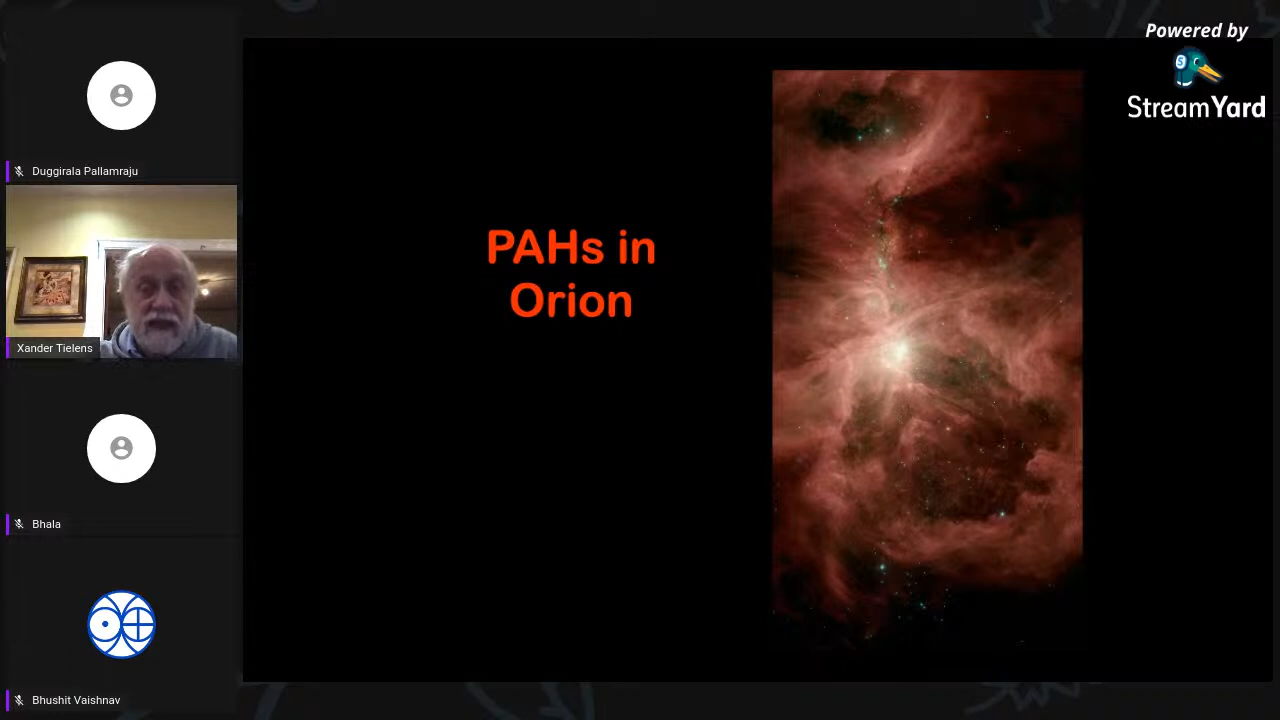 Powered by
StreamYard
Duggirala Pallamraju
Xander Tielens
Bhala
Bhushit Vaishnav
PAHs in
Orion